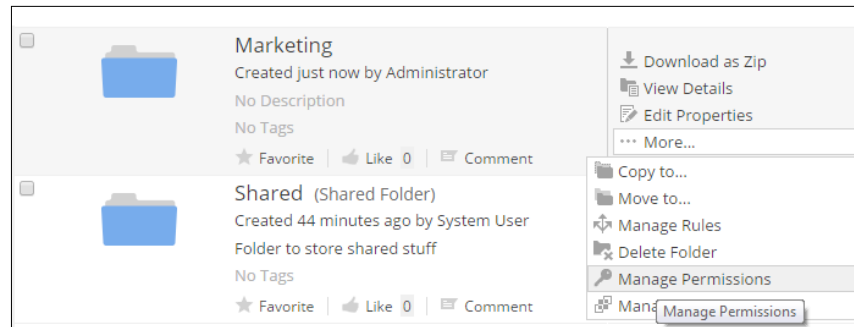 Marketing
Created just now by Administrator
No Description
No Tags
Favorite Like 0 Comment
Download as Zip
View Details
Edit Properties
More...
Shared (Shared Folder)
Created 44 minutes ago by System User
Folder to store shared stuff
No Tags
Favorite Like 0 Comment
Copy to...
Move to...
Manage Rules
Delete Folder
Manage Permissions
Mana
Manage Permissions